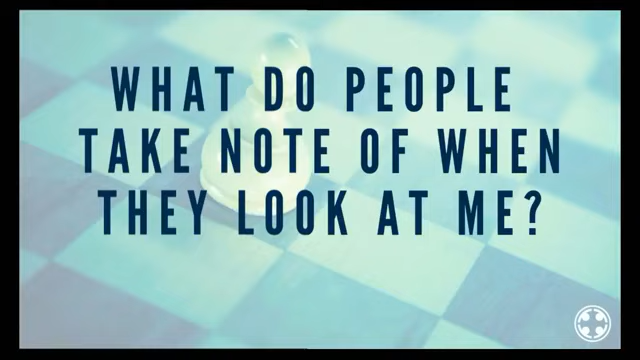 WHAT DO PEOPLE
TAKE NOTE OF WHEN
THEY LOOK AT ME?